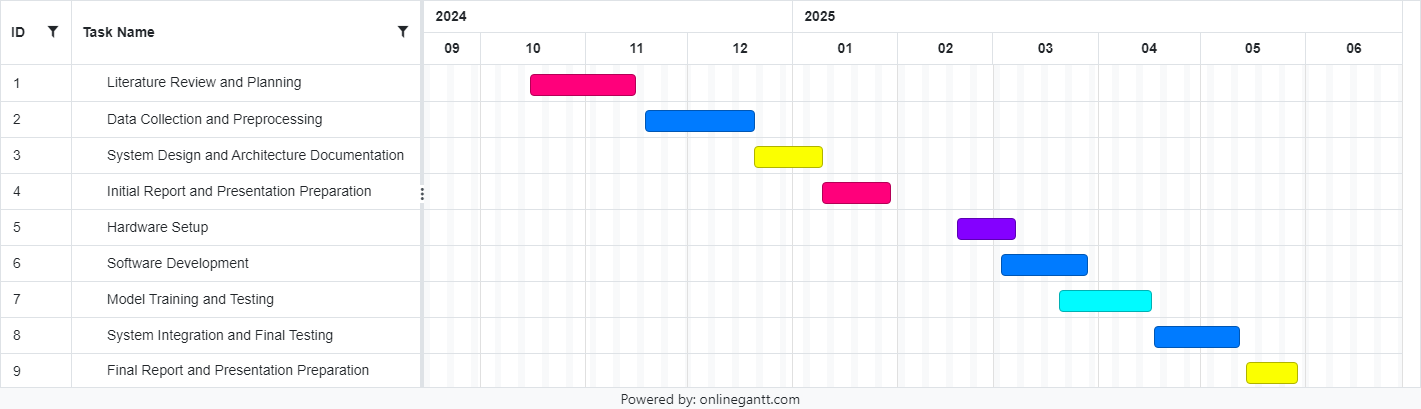 ID Task Name 2024 2025
09 10 11 12 01 02 03 04 05 06
1 Literature Review and Planning
2 Data Collection and Preprocessing
3 System Design and Architecture Documentation
4 Initial Report and Presentation Preparation
5 Hardware Setup
6 Software Development
7 Model Training and Testing
8 System Integration and Final Testing
9 Final Report and Presentation Preparation
Powered by: onlinegantt.com